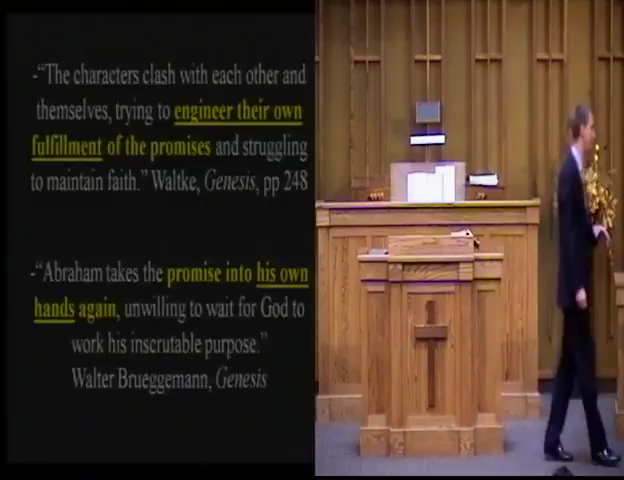 -“The characters clash with each other and
themselves, trying to engineer their own
fulfillment of the promises and struggling
to maintain faith.” Waltke, Genesis, pp 248
-“Abraham takes the promise into his own
hands again, unwilling to wait for God to
work his inscrutable purpose.”
Walter Brueggemann, Genesis